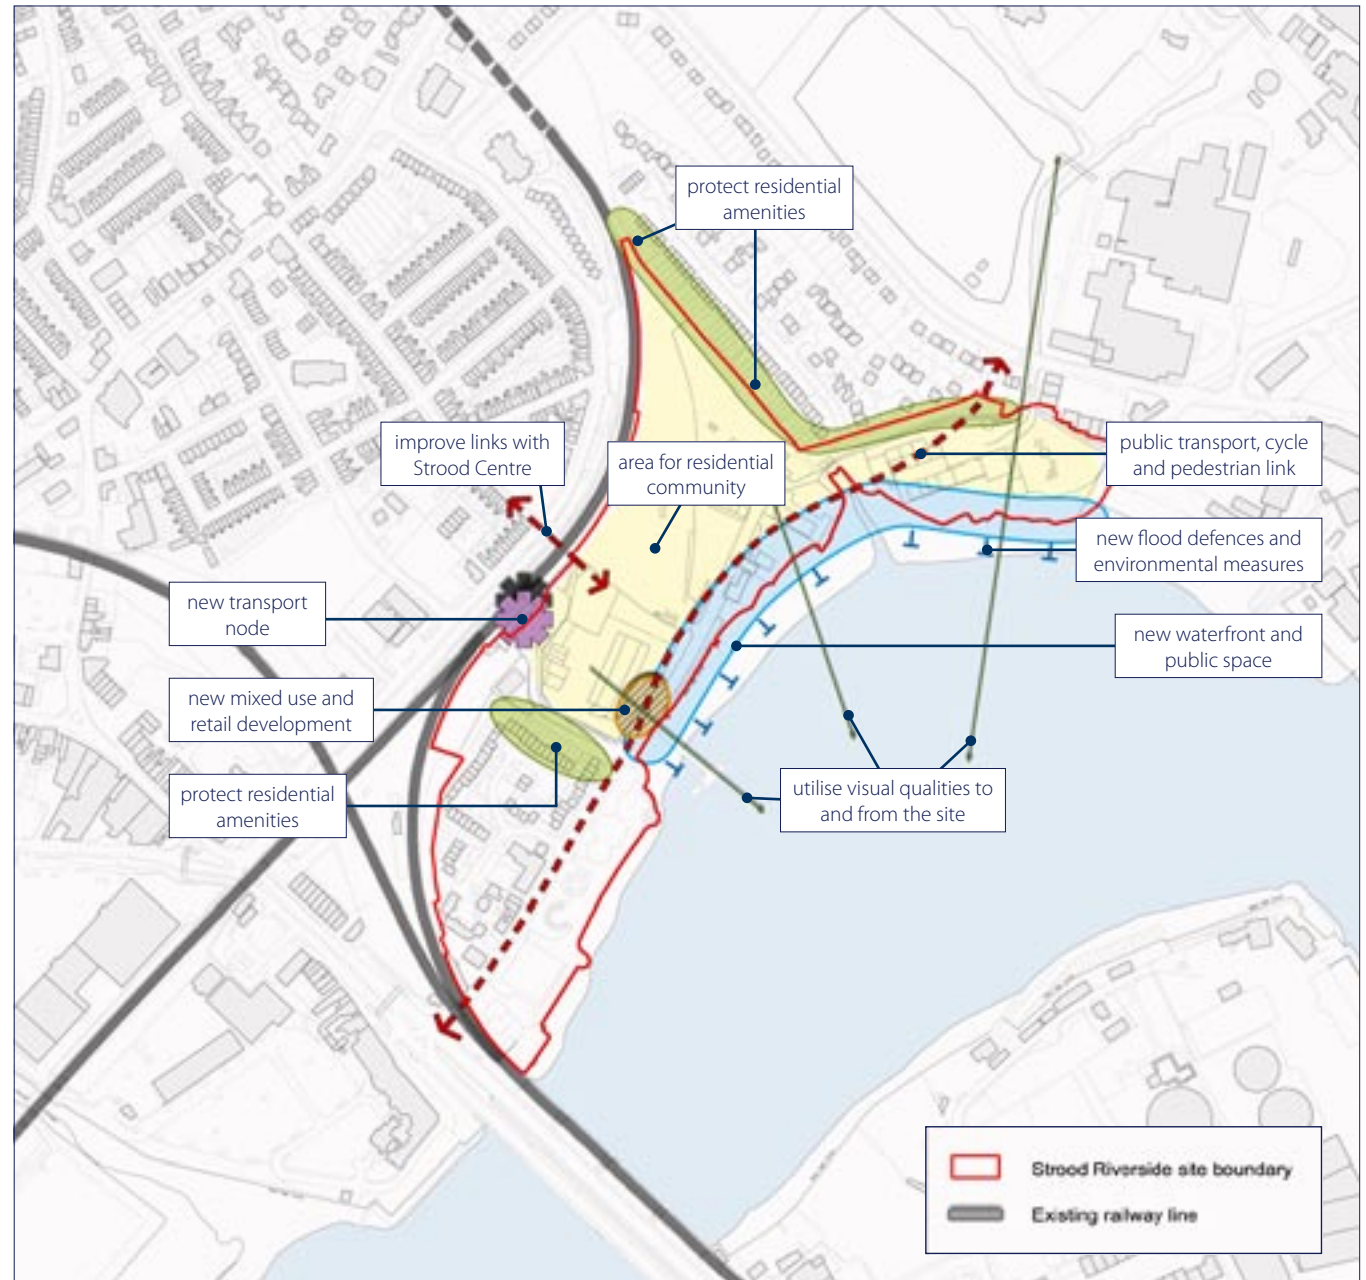 protect residential
amenities
improve links with
Strood Centre
area for residential
community
public transport, cycle
and pedestrian link
new flood defences and
environmental measures
new transport
node
new waterfront and
public space
new mixed use and
retail development
protect residential
amenities
utilise visual qualities to
and from the site
Strood Riverside site boundary
Existing railway line